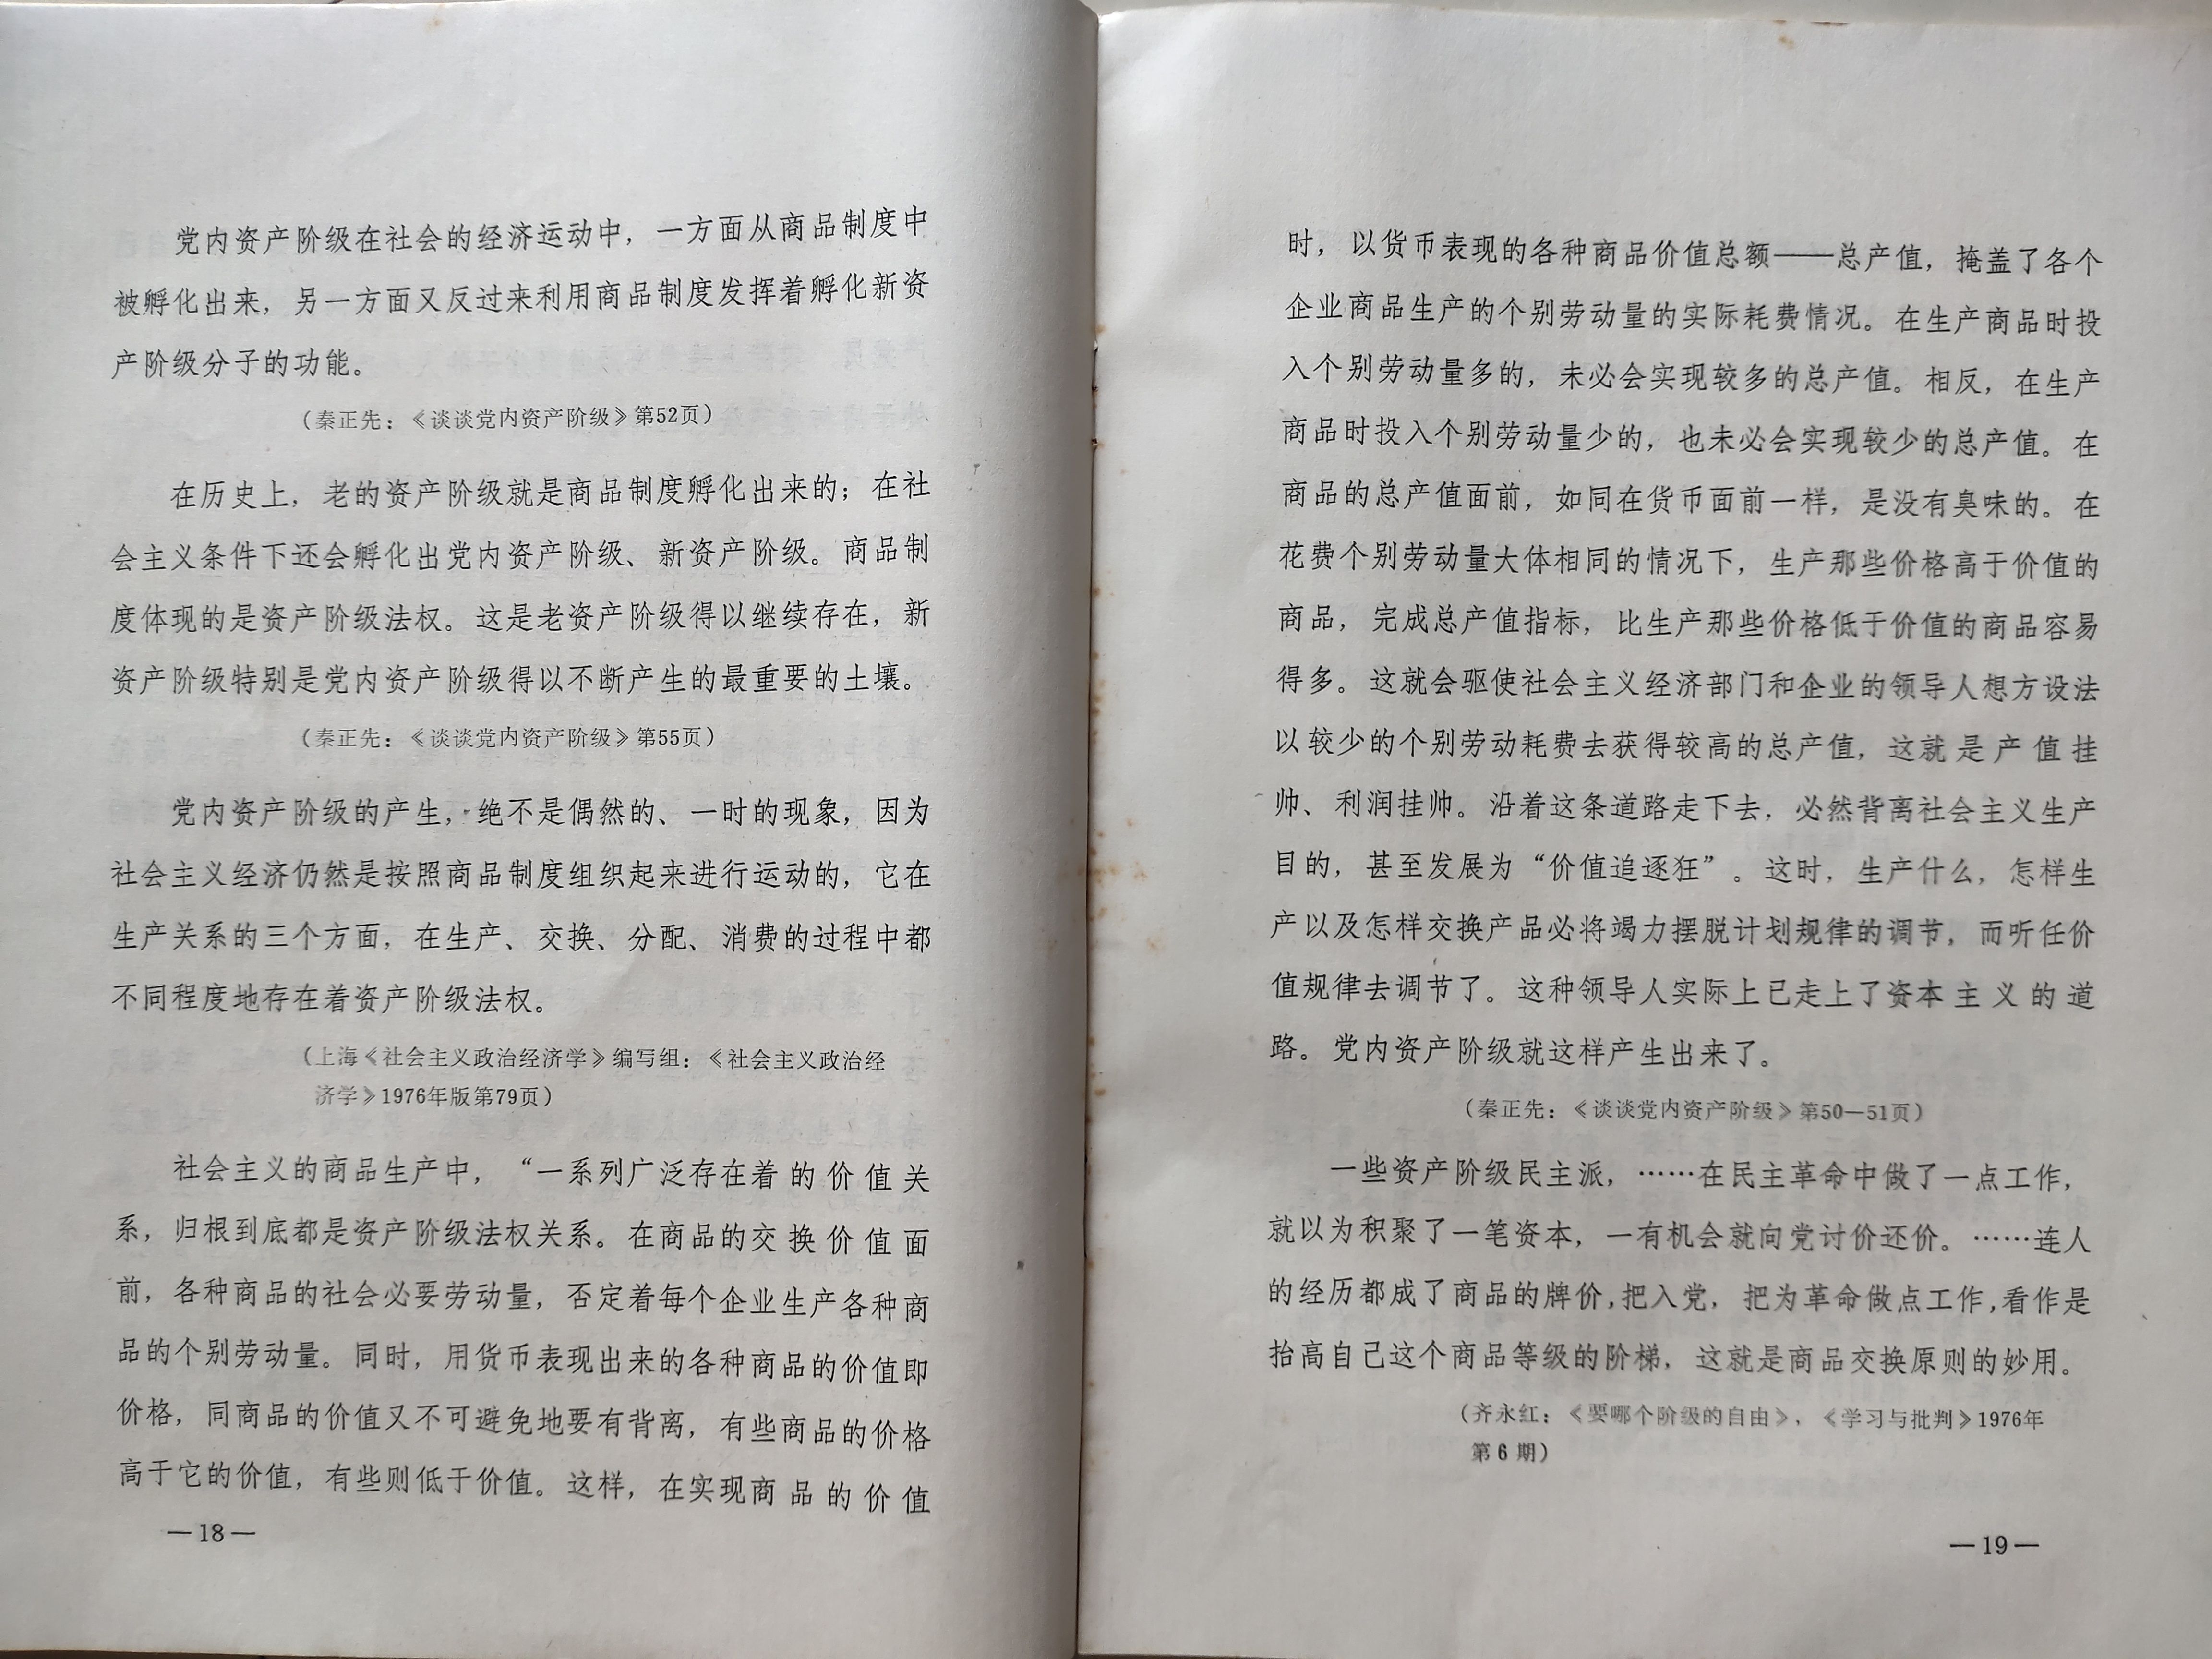 党内资产阶级在社会的经济运动中，一方面从商品制度中
被孵化出来，另一方面又反过来利用商品制度发挥着孵化新资
产阶级分子的功能。
（秦正先：《谈谈党内资产阶级》第52页）
在历史上，老的资产阶级就是商品制度孵化出来的；在社
会主义条件下还会孵化出党内资产阶级、新资产阶级。商品制
度体现的是资产阶级法权。这是老资产阶级得以继续存在，新
资产阶级特别是党内资产阶级得以不断产生的最重要的土壤。
（秦正先：《谈谈党内资产阶级》第55页）
党内资产阶级的产生，绝不是偶然的、一时的现象，因为
社会主义经济仍然是按照商品制度组织起来进行运动的，它在
生产关系的三个方面，在生产、交换、分配、消费的过程中都
不同程度地存在着资产阶级法权。
（上海《社会主义政治经济学》编写组：《社会主义政治经
济学》1976年版第79页）
社会主义的商品生产中，“一系列广泛存在着的价值关
系，归根到底都是资产阶级法权关系。在商品的交换价值面
前，各种商品的社会必要劳动量，否定着每个企业生产各种商
品的个别劳动量。同时，用货币表现出来的各种商品的价值即
价格，同商品的价值又不可避免地要有背离，有些商品的价格
高于它的价值，有些则低于价值。这样，在实现商品的价值
—18—
时，以货币表现的各种商品价值总额——总产值，掩盖了各个
企业商品生产的个别劳动量的实际耗费情况。在生产商品时投
入个别劳动量多的，未必会实现较多的总产值。相反，在生产
商品时投入个别劳动量少的，也未必会实现较少的总产值。在
商品的总产值面前，如同在货币面前一样，是没有臭味的。在
花费个别劳动量大体相同的情况下，生产那些价格高于价值的
商品，完成总产值指标，比生产那些价格低于价值的商品容易
得多。这就会驱使社会主义经济部门和企业的领导人想方设法
以较少的个别劳动耗费去获得较高的总产值，这就是产值挂
帅、利润挂帅。沿着这条道路走下去，必然背离社会主义生产
目的，甚至发展为“价值追逐狂”。这时，生产什么，怎样生
产以及怎样交换产品必将竭力摆脱计划规律的调节，而听任价
值规律去调节了。这种领导人实际上已走上了资本主义的道
路。党内资产阶级就这样产生出来了。
（秦正先：《谈谈党内资产阶级》第50—51页）
一些资产阶级民主派，……在民主革命中做了一点工作，
就以为积聚了一笔资本，一有机会就向党讨价还价。……连人
的经历都成了商品的牌价，把入党，把为革命做点工作，看作是
抬高自己这个商品等级的阶梯，这就是商品交换原则的妙用。
（齐永红：《要哪个阶级的自由》，《学习与批判》1976年
第6期）
—19—